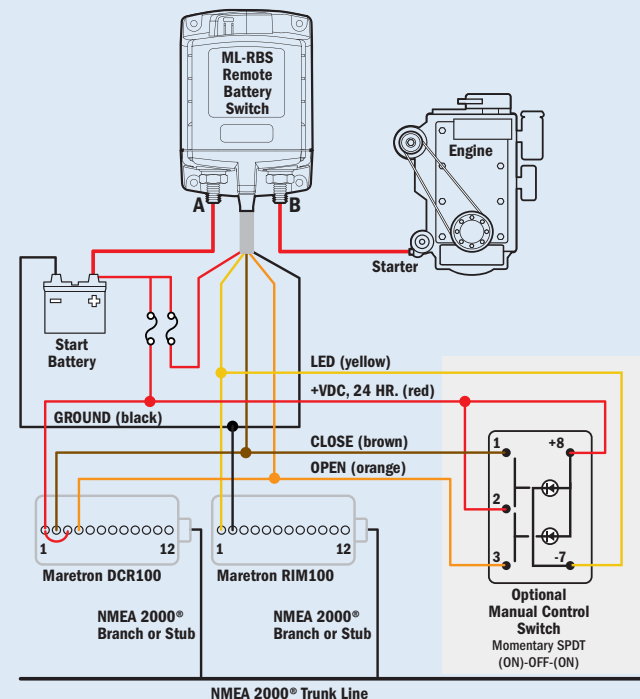 ML-RBS
Remote
Battery
Switch
A
B
Engine
Starter
Start
Battery
LED (yellow)
+VDC, 24 HR. (red)
GROUND (black)
CLOSE (brown)
OPEN (orange)
1
+8
2
3
-7
1
12
Maretron DCR100
1
12
Maretron RIM100
Optional
Manual Control
Switch
Momentary SPDT
(ON)-OFF-(ON)
NMEA 2000®
Branch or Stub
NMEA 2000®
Branch or Stub
NMEA 2000® Trunk Line